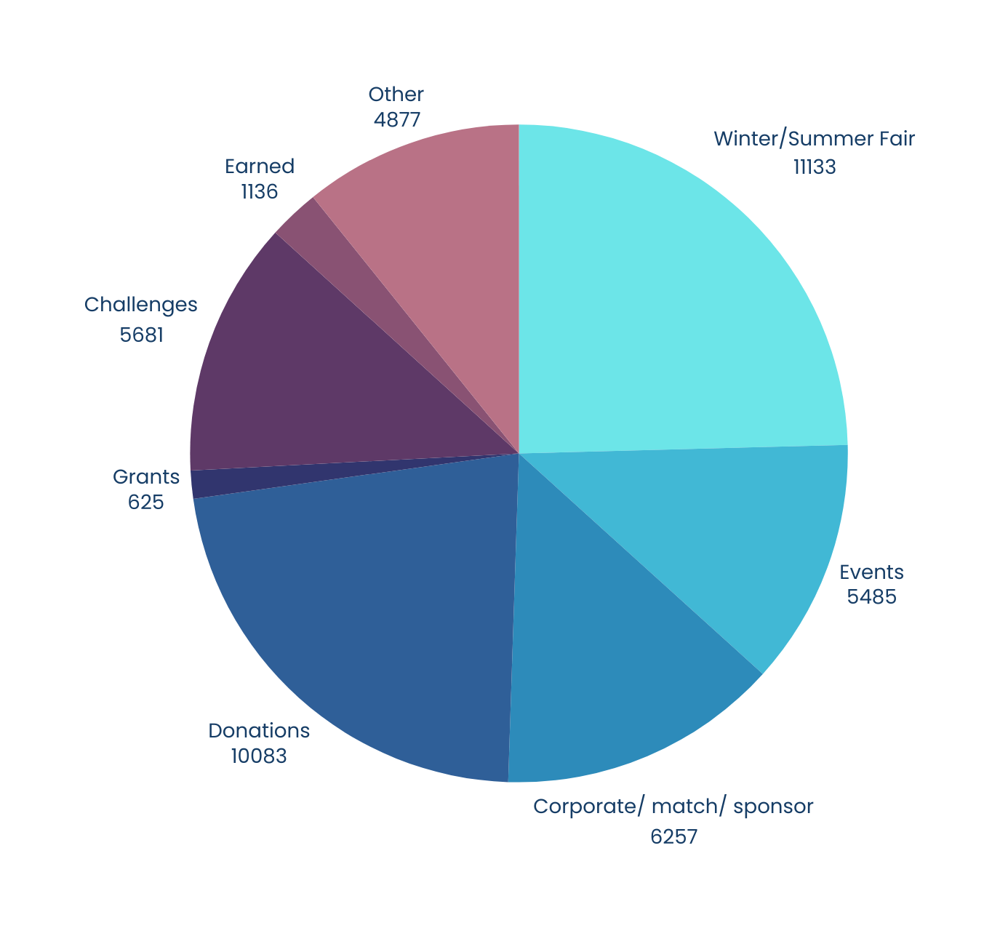 Other
4877
Winter/Summer Fair
11133
Earned
1136
Challenges
5681
Grants
625
Events
5485
Donations
10083
Corporate/ match/ sponsor
6257